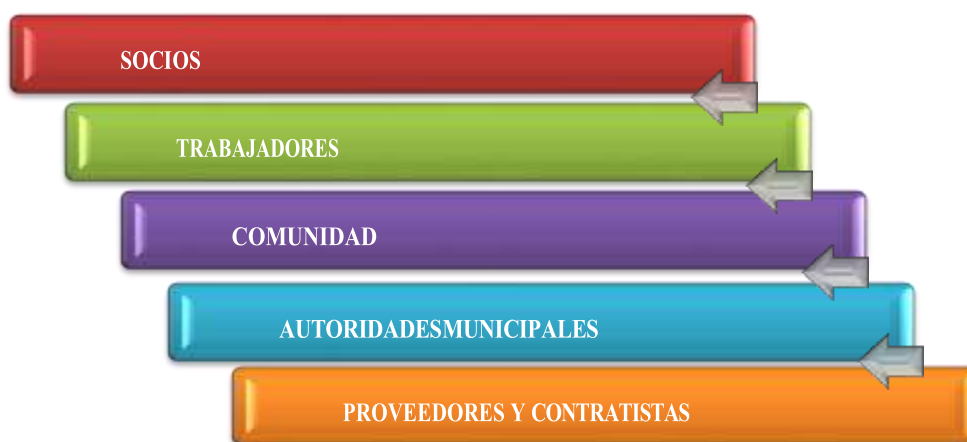 SOCIOS
TRABAJADORES
COMUNIDAD
AUTORIDADESMUNICIPALES
PROVEEDORES Y CONTRATISTAS